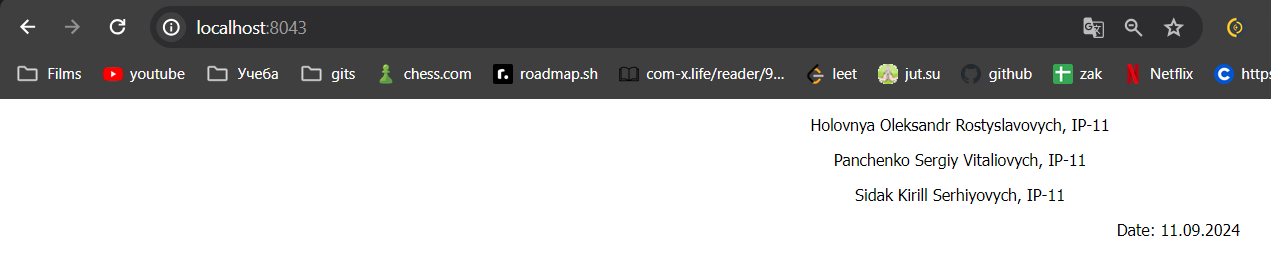 localhost:8043
Films youtube Учеба gits chess.com r. roadmap.sh com-x.life/reader/9... leet jut.su github zak N Netflix C https
Holovnya Oleksandr Rostyslavovych, IP-11
Panchenko Sergiy Vitaliovych, IP-11
Sidak Kirill Serhiyovych, IP-11
Date: 11.09.2024